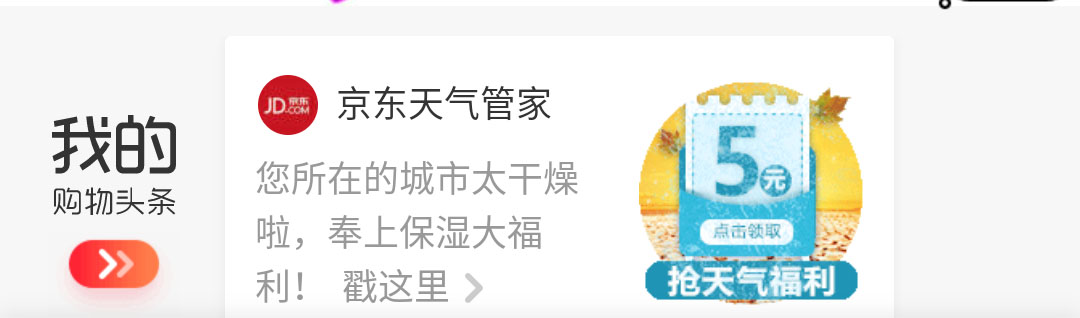 我的
购物头条
JD京东
.COM
京东天气管家
您所在的城市太干燥
啦，奉上保湿大福
利！ 戳这里
5元
点击领取
抢天气福利